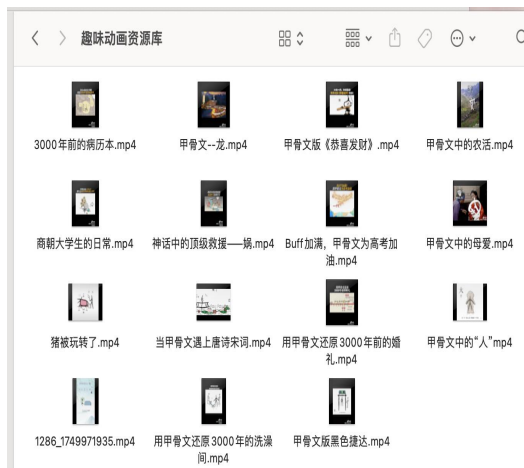 趣味动画资源库
3000年前的病历本.mp4
甲骨文--龙.mp4
甲骨文版《恭喜发财》.mp4
甲骨文中的农活.mp4
商朝大学生的日常.mp4
神话中的顶级救援——娲.mp4
Buff加满，甲骨文为高考加
油.mp4
甲骨文中的母爱.mp4
猪被玩转了.mp4
当甲骨文遇上唐诗宋词.mp4
用甲骨文还原3000年前的婚
礼.mp4
甲骨文中的“人”mp4
1286_1749971935.mp4
用甲骨文还原3000年的洗澡
间.mp4
甲骨文版黑色捷达.mp4